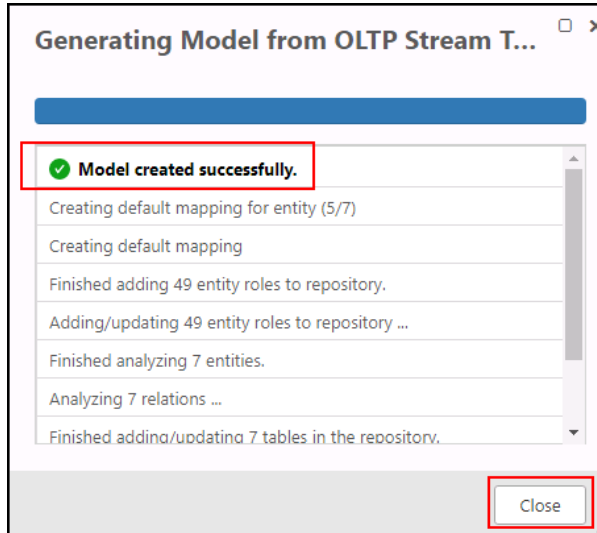 Generating Model from OLTP Stream T...
Model created successfully.
Creating default mapping for entity (5/7)
Creating default mapping
Finished adding 49 entity roles to repository.
Adding/updating 49 entity roles to repository ...
Finished analyzing 7 entities.
Analyzing 7 relations ...
Finished adding/updating 7 tables in the repository.
Close